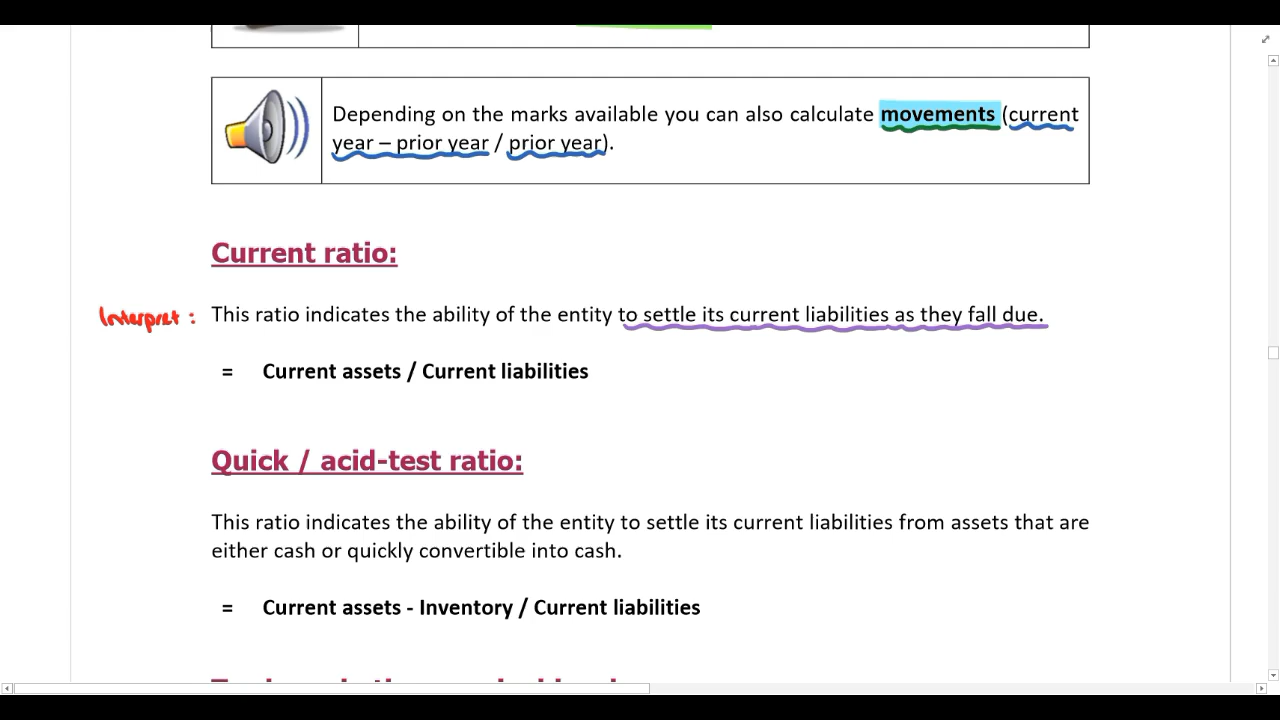 Depending on the marks available you can also calculate movements (current
year – prior year / prior year).
Current ratio:
Interpret : This ratio indicates the ability of the entity to settle its current liabilities as they fall due.
= Current assets / Current liabilities
Quick / acid-test ratio:
This ratio indicates the ability of the entity to settle its current liabilities from assets that are
either cash or quickly convertible into cash.
= Current assets - Inventory / Current liabilities